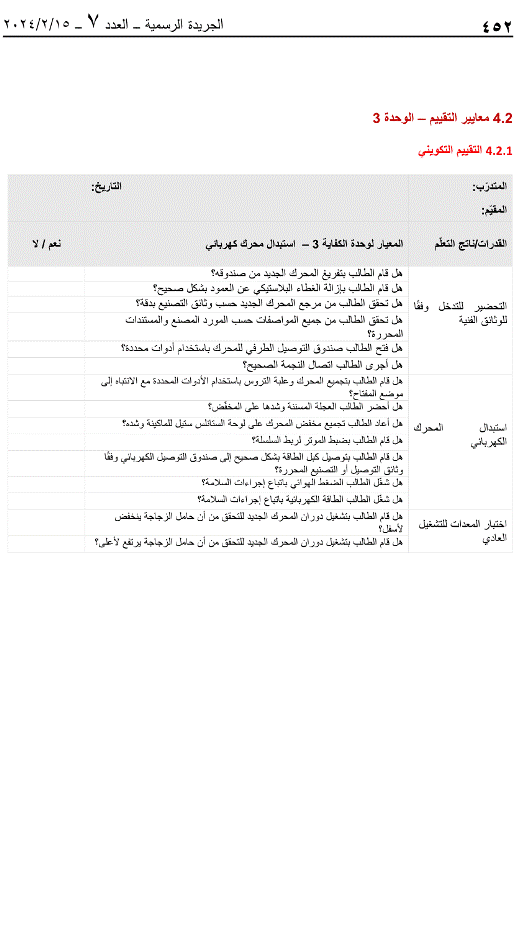 ٤٥٢
الجريدة الرسمية – العدد ٧ – ٢٠٢٤/٢/١٥
4.2 معايير التقييم – الوحدة 3
4.2.1 التقييم التكويني
المتدرّب:
التاريخ:
المقيّم:
القدرات/ناتج التعلّم
المعيار لوحدة الكفاية 3 – استبدال محرك كهربائي
نعم / لا
التحضير للتدخل وفقًا
للوثائق الفنية
هل قام الطالب بتفريغ المحرك الجديد من صندوقه؟
هل قام الطالب بإزالة الغطاء البلاستيكي عن العمود بشكل صحيح؟
هل تحقق الطالب من مرجع المحرك الجديد حسب وثائق التصنيع بدقة؟
هل تحقق الطالب من جميع المواصفات حسب المورد المصنع والمستندات
المحررة؟
هل فتح الطالب صندوق التوصيل الطرفي للمحرك باستخدام أدوات محددة؟
هل أجرى الطالب اتصال النجمة الصحيح؟
استبدال المحرك
الكهربائي
هل قام الطالب بتجميع المحرك وعلبة التروس باستخدام الأدوات المحددة مع الانتباه إلى
موضع المفتاح؟
هل أحضر الطالب العجلة المسننة وشدها على المخفّض؟
هل أعاد الطالب تجميع مخفض المحرك على لوحة الستانلس ستيل للماكينة وشده؟
هل قام الطالب بضبط الموتر لربط السلسلة؟
هل قام الطالب بتوصيل كبل الطاقة بشكل صحيح إلى صندوق التوصيل الكهربائي وفقًا
وثائق التوصيل أو التصنيع المحررة؟
هل شغّل الطالب الضغط الهوائي باتباع إجراءات السلامة؟
هل شغّل الطالب الطاقة الكهربائية باتباع إجراءات السلامة؟
اختبار المعدات للتشغيل
العادي
هل قام الطالب بتشغيل دوران المحرك الجديد للتحقق من أن حامل الزجاجة ينخفض
لأسفل؟
هل قام الطالب بتشغيل دوران المحرك الجديد للتحقق من أن حامل الزجاجة يرتفع لأعلى؟